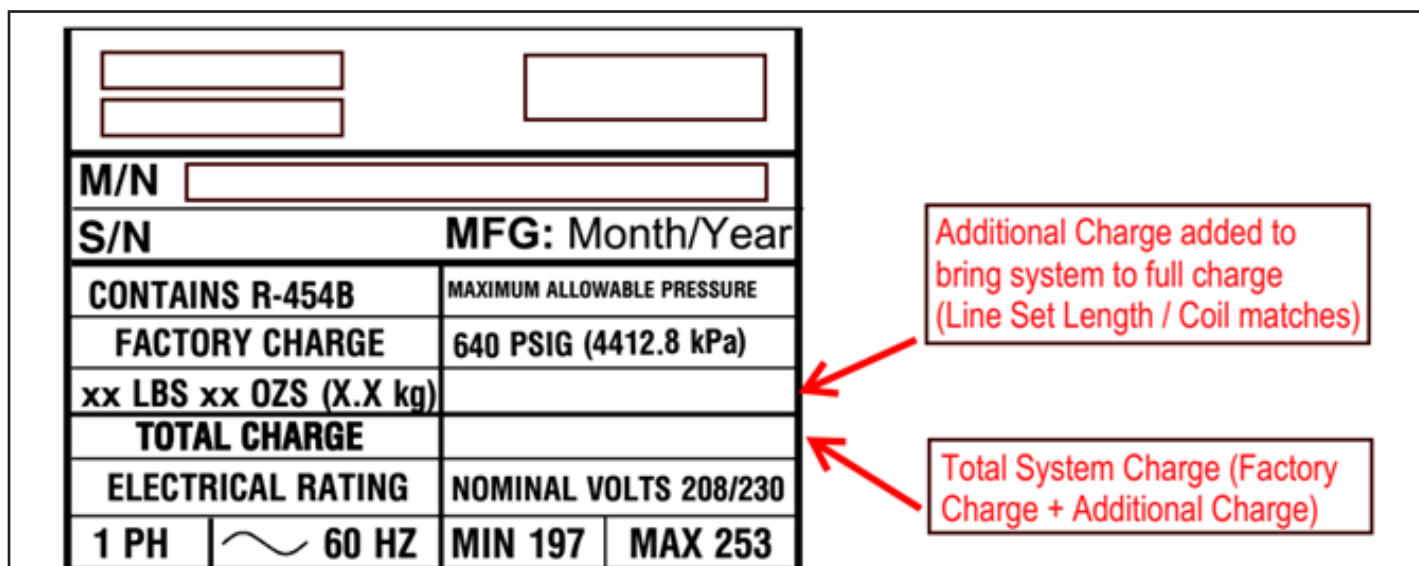 M/N
S/N MFG: Month/Year
CONTAINS R-454B MAXIMUM ALLOWABLE PRESSURE
FACTORY CHARGE 640 PSIG (4412.8 kPa)
xx LBS xx OZS (X.X kg)
TOTAL CHARGE
ELECTRICAL RATING NOMINAL VOLTS 208/230
1 PH 60 HZ MIN 197 MAX 253
Additional Charge added to
bring system to full charge
(Line Set Length / Coil matches)
Total System Charge (Factory
Charge + Additional Charge)